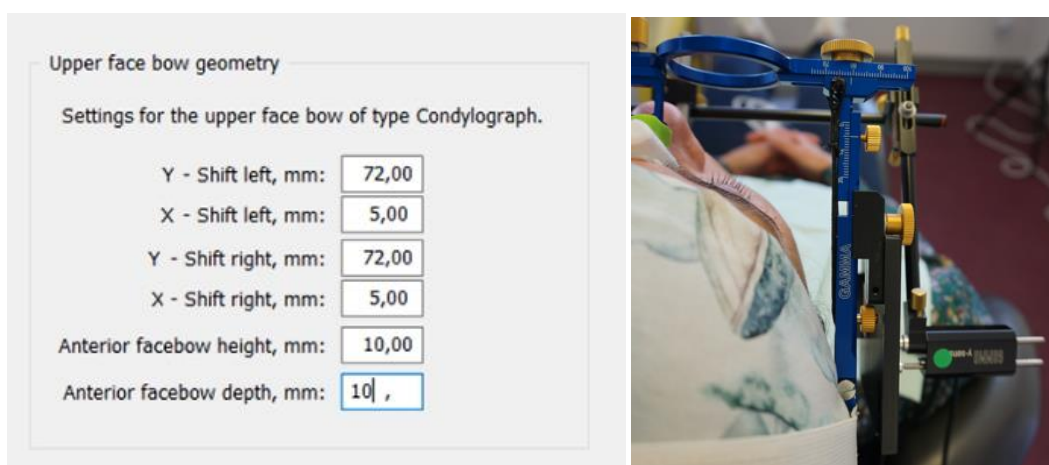 Upper face bow geometry
Settings for the upper face bow of type Condylograph.
Y - Shift left, mm: 72,00
X - Shift left, mm: 5,00
Y - Shift right, mm: 72,00
X - Shift right, mm: 5,00
Anterior facebow height, mm: 10,00
Anterior facebow depth, mm: 10 ,
GAMMA
y-sens
GAMMA